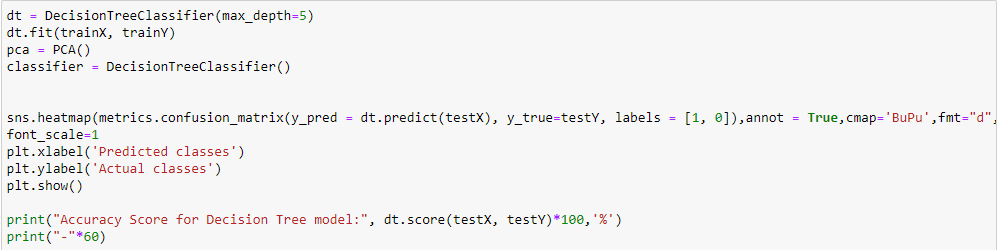 dt = DecisionTreeClassifier(max_depth=5)
dt.fit(trainX, trainY)
pca = PCA()
classifier = DecisionTreeClassifier()
sns.heatmap(metrics.confusion_matrix(y_pred = dt.predict(testX), y_true=testY, labels = [1, 0]),annot = True,cmap='BuPu',fmt="d",
font_scale=1
plt.xlabel('Predicted classes')
plt.ylabel('Actual classes')
plt.show()
print("Accuracy Score for Decision Tree model:", dt.score(testX, testY)*100,'%')
print("-"*60)